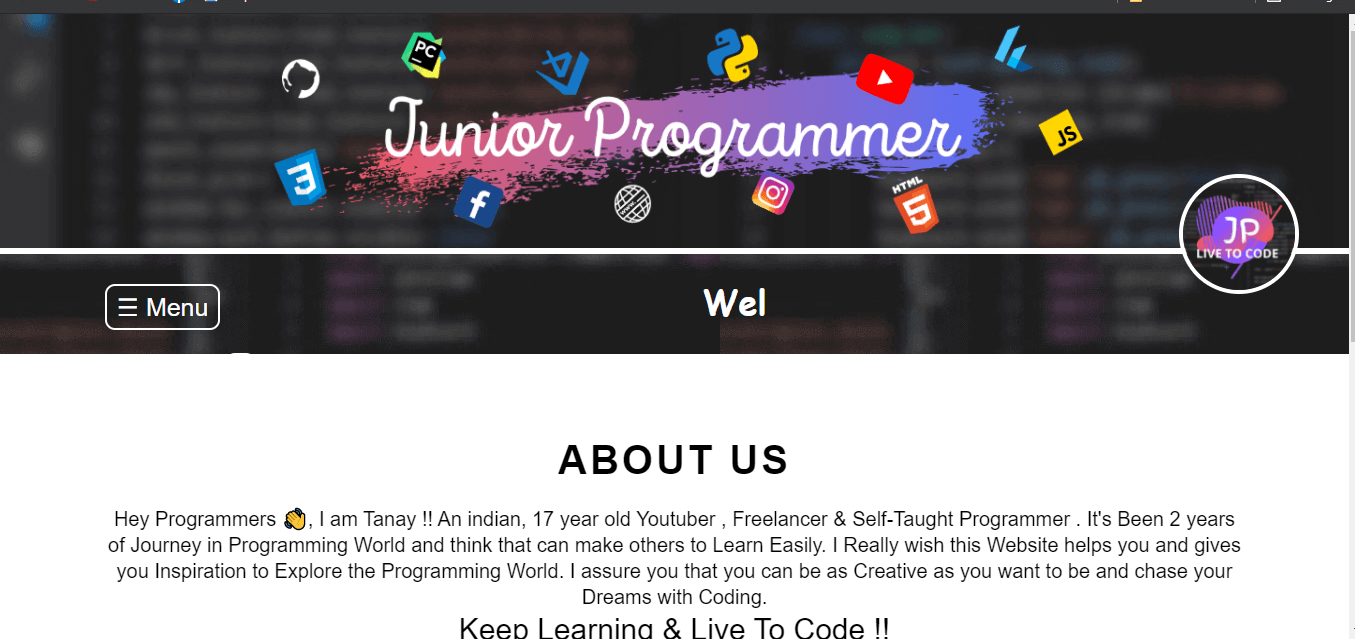 PC
Junior Programmer
JS
3
f
www
HTML
5
JP
LIVE TO CODE
☰ Menu
Wel
ABOUT US
Hey Programmers 👏, I am Tanay !! An indian, 17 year old Youtuber , Freelancer & Self-Taught Programmer . It's Been 2 years
of Journey in Programming World and think that can make others to Learn Easily. I Really wish this Website helps you and gives
you Inspiration to Explore the Programming World. I assure you that you can be as Creative as you want to be and chase your
Dreams with Coding.
Keep Learning & Live To Code !!